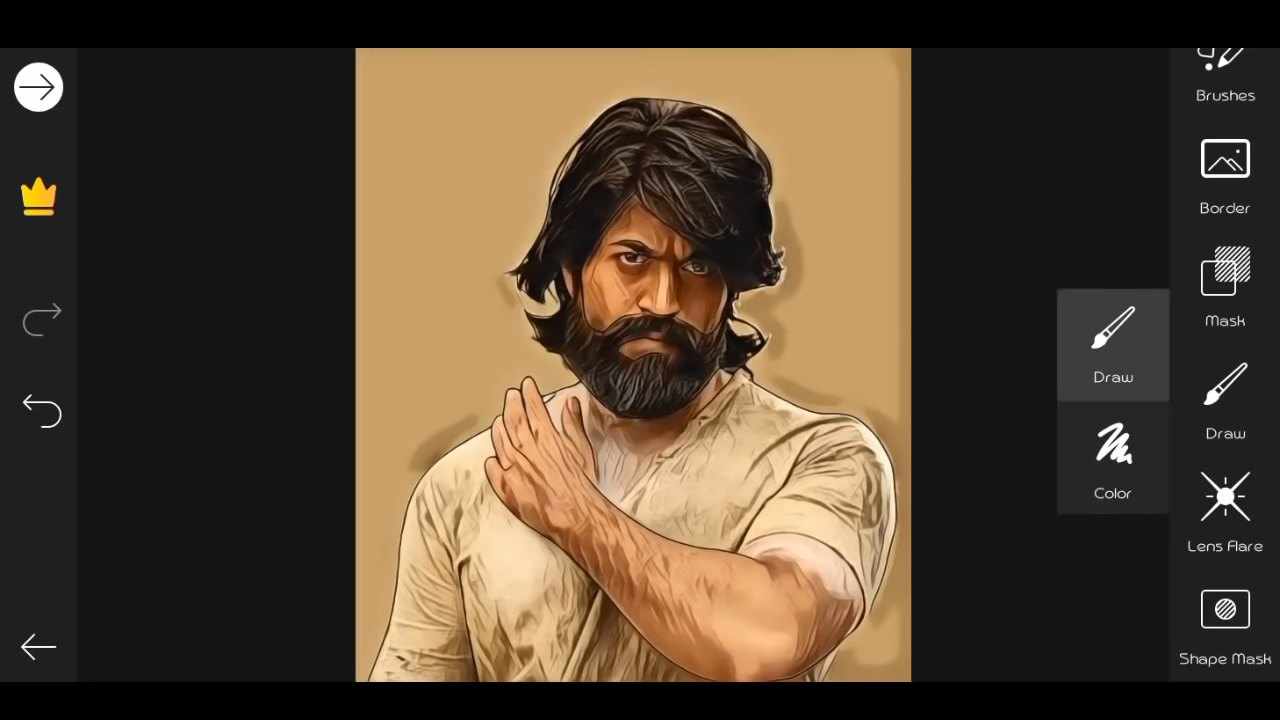 Brushes
Border
Mask
Draw
Draw
Color
Lens Flare
Shape Mask